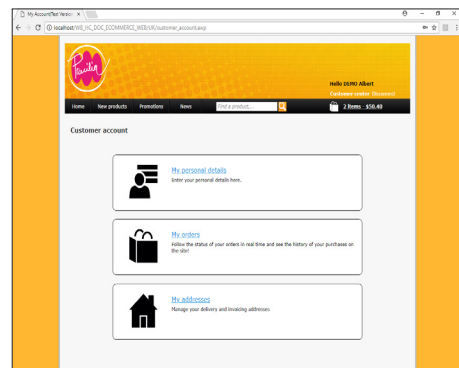 My Account(Test Version
localhost/WB_HC_DOC_ECOMMERCE_WEB/UK/customer_account.awp
Hello DEMO Albert
Customer center Disconnect
Home New products Promotions News Find a product,... 2 Items - $50.40
Customer account
My personal details
Enter your personal details here.
My orders
Follow the status of your orders in real time and see the history of your purchases on
the site!
My addresses
Manage your delivery and invoicing addresses